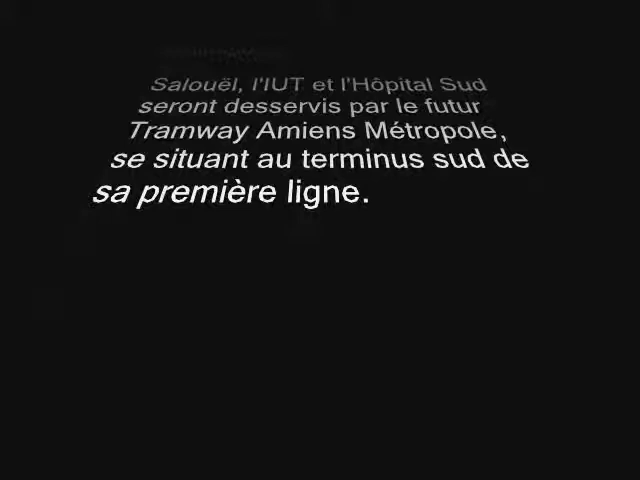 Salouël, l'IUT et l'Hôpital Sud
seront desservis par le futur
Tramway Amiens Métropole,
se situant au terminus sud de
sa première ligne.